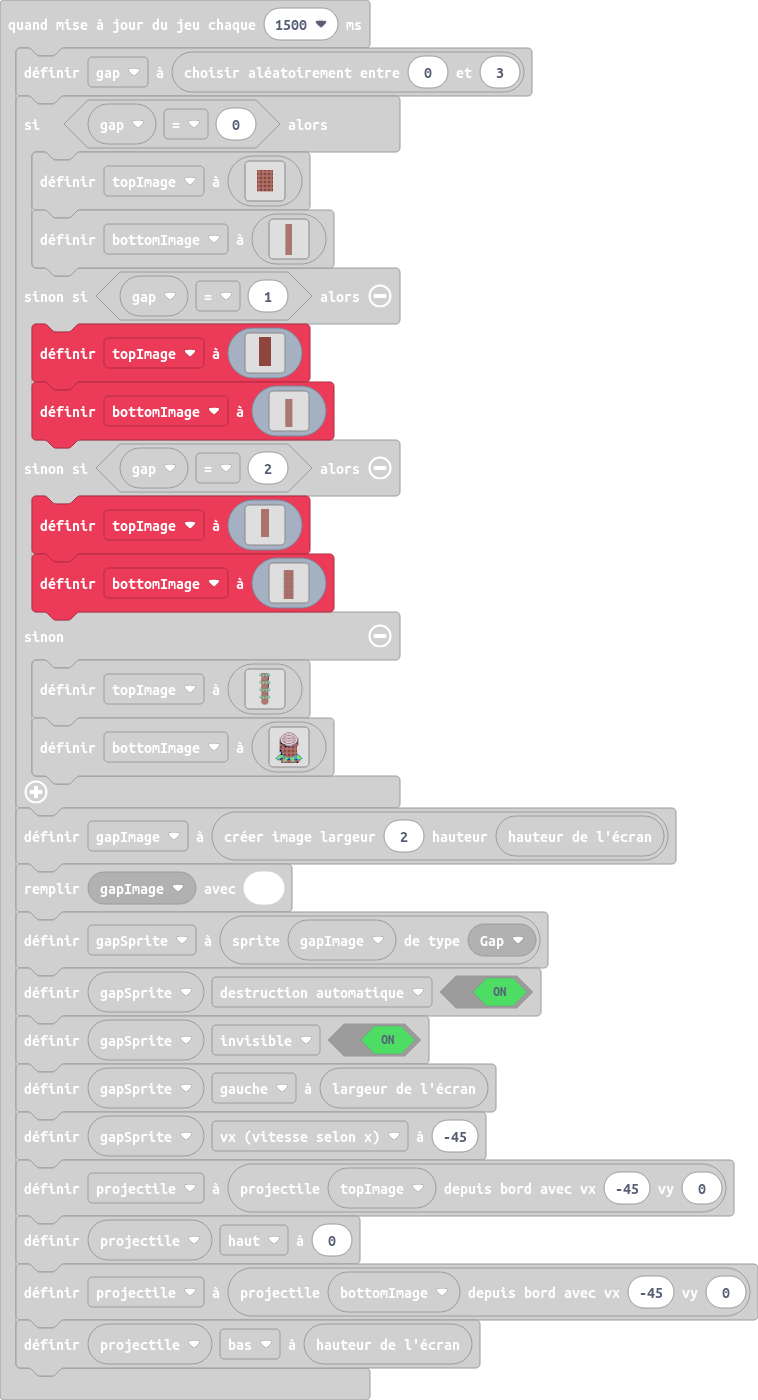 quand mise à jour du jeu chaque 1500 ms
définir gap à choisir aléatoirement entre 0 et 3
si gap = 0 alors
définir topImage à
définir bottomImage à
sinon si gap = 1 alors
définir topImage à
définir bottomImage à
sinon si gap = 2 alors
définir topImage à
définir bottomImage à
sinon
définir topImage à
définir bottomImage à
définir gapImage à créer image largeur 2 hauteur hauteur de l'écran
remplir gapImage avec
définir gapSprite à sprite gapImage de type Gap
définir gapSprite destruction automatique ON
définir gapSprite invisible ON
définir gapSprite gauche à largeur de l'écran
définir gapSprite vx (vitesse selon x) à -45
définir projectile à projectile topImage depuis bord avec vx -45 vy 0
définir projectile haut à 0
définir projectile à projectile bottomImage depuis bord avec vx -45 vy 0
définir projectile bas à hauteur de l'écran